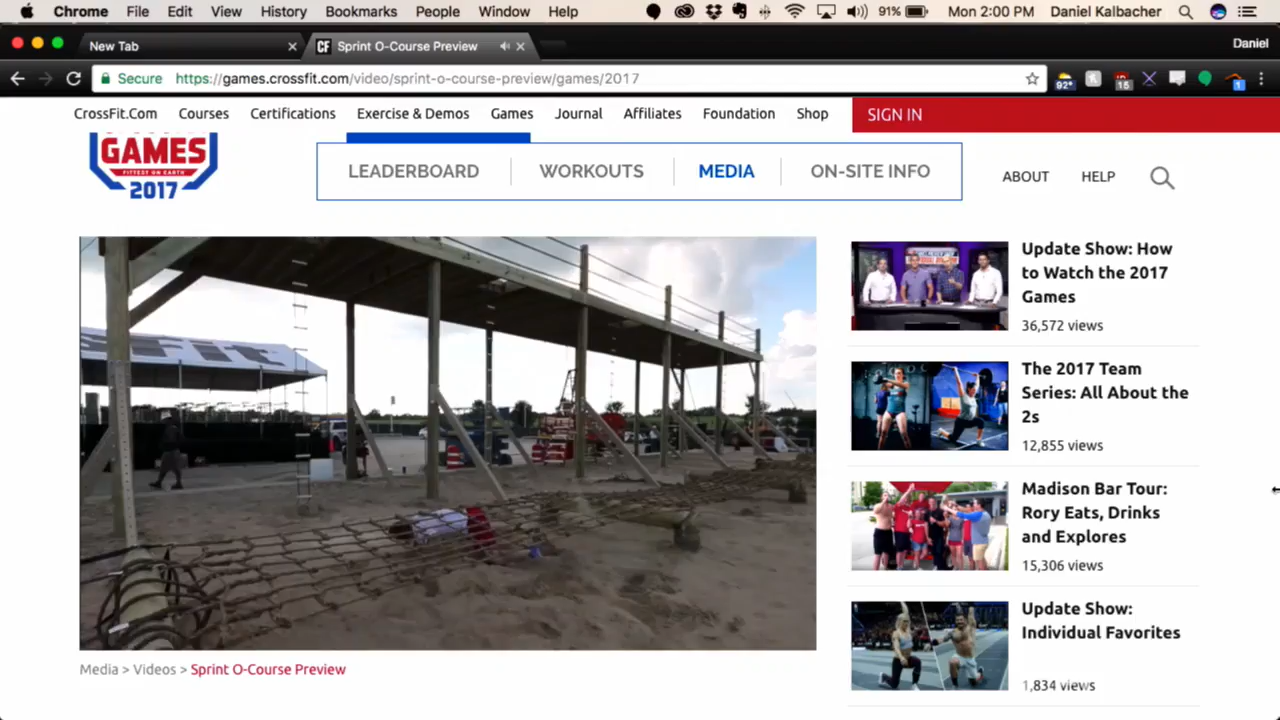 Chrome File Edit View History Bookmarks People Window Help 91% Mon 2:00 PM Daniel Kalbacher
New Tab
CF Sprint O-Course Preview
Daniel
Secure https://games.crossfit.com/video/sprint-o-course-preview/games/2017
92° 15 1
CrossFit.Com Courses Certifications Exercise & Demos Games Journal Affiliates Foundation Shop SIGN IN
GAMES
FITTEST ON EARTH
2017
LEADERBOARD WORKOUTS MEDIA ON-SITE INFO
ABOUT HELP
Update Show: How
to Watch the 2017
Games
36,572 views
The 2017 Team
Series: All About the
2s
12,855 views
Madison Bar Tour:
Rory Eats, Drinks
and Explores
15,306 views
Update Show:
Individual Favorites
1,834 views
Media > Videos > Sprint O-Course Preview